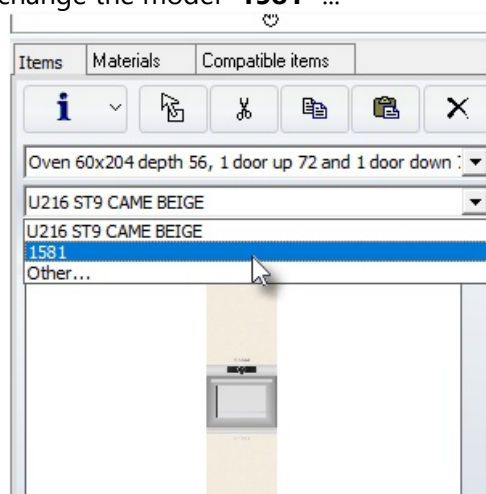 change the model "1581" ...
Items Materials Compatible items
Oven 60x204 depth 56, 1 door up 72 and 1 door down
U216 ST9 CAME BEIGE
U216 ST9 CAME BEIGE
1581
Other...